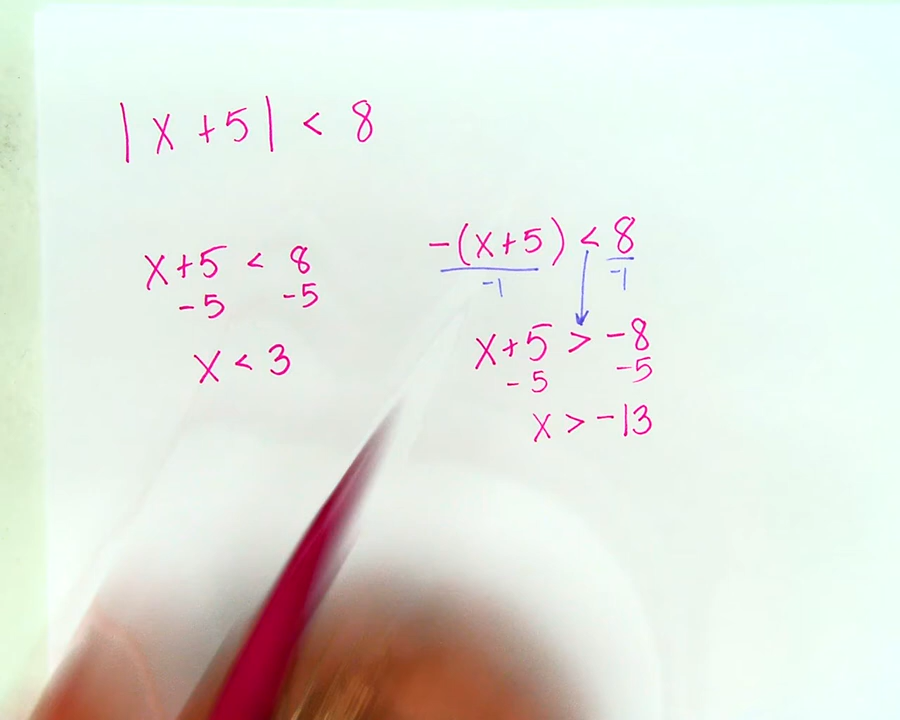 |x+5| < 8
x+5 < 8
-5 -5
x < 3
-(x+5) < 8
-1 -1
x+5 > -8
-5 -5
x > -13